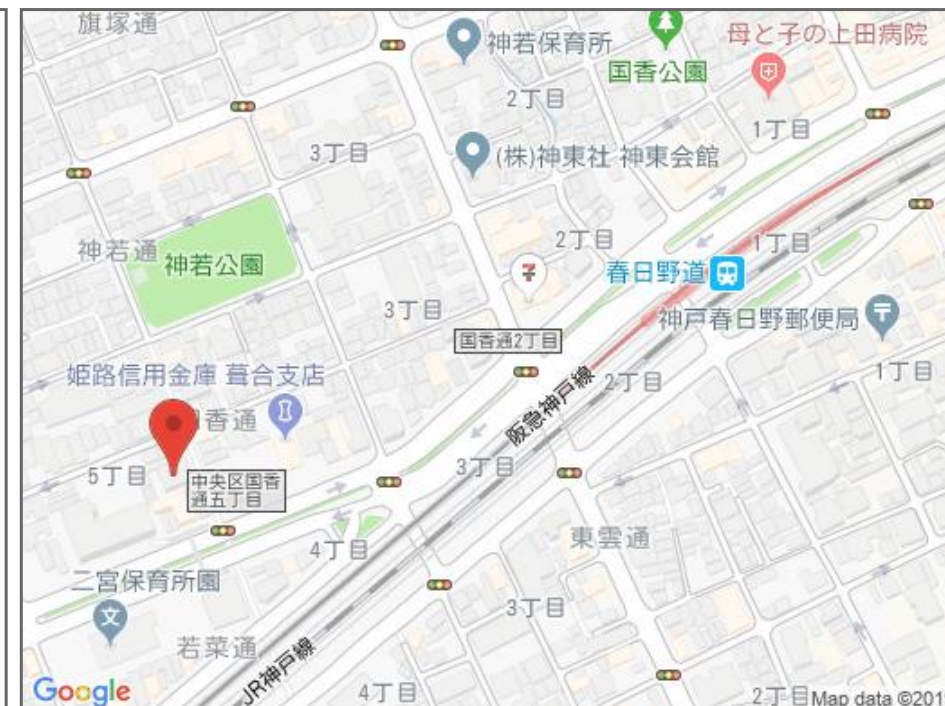 旗塚通
神若保育所
国香公園
母と子の上田病院
2丁目
1丁目
3丁目
(株)神東社 神東会館
神若通
神若公園
2丁目
1丁目
春日野道
3丁目
神戸春日野郵便局
国香通2丁目
姫路信用金庫 葺合支店
阪急神戸線
2丁目
1丁目
香通
5丁目
中央区国香
通五丁目
3丁目
東雲通
4丁目
二宮保育所園
3丁目
若菜通
JR神戸線
4丁目
2丁目
Google
Map data ©201